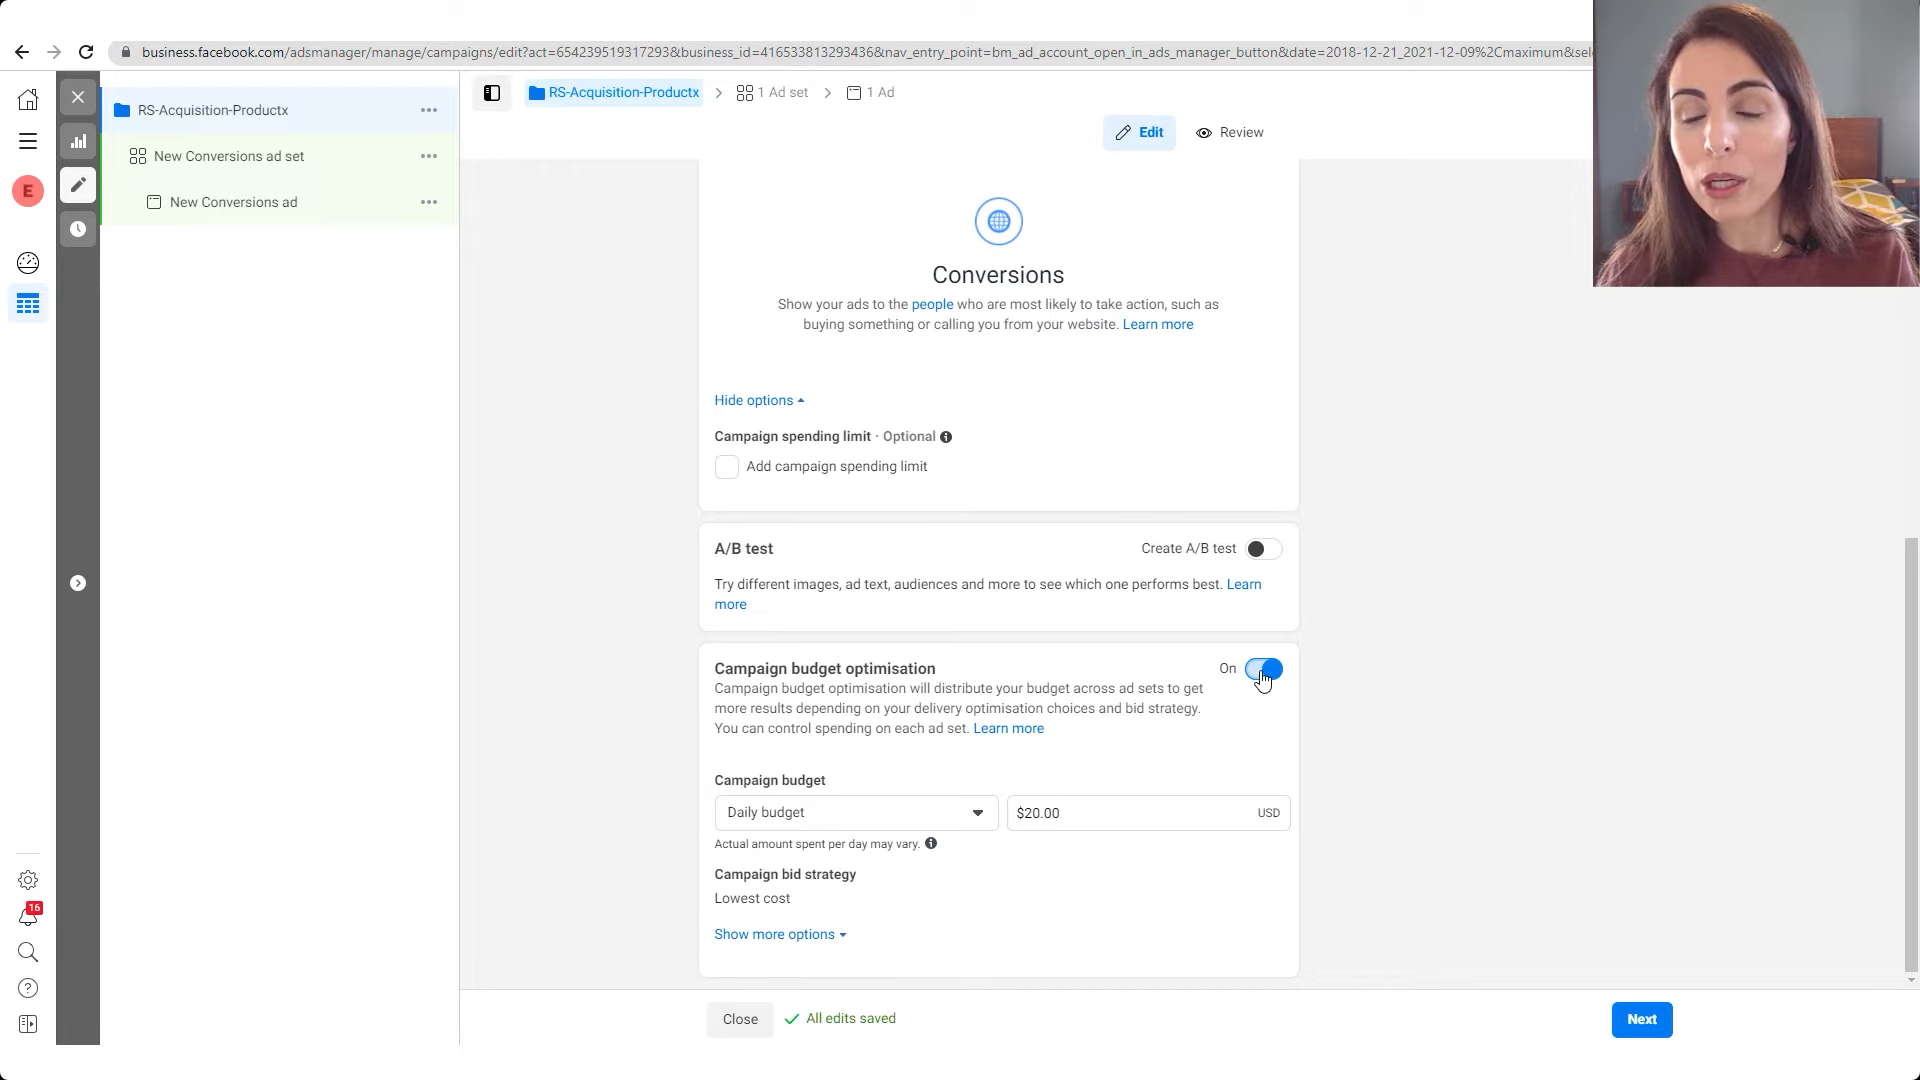 business.facebook.com/adsmanager/manage/campaigns/edit?act=654239519317293&business_id=416533813293436&nav_entry_point=bm_ad_account_open_in_ads_manager_button&date=2018-12-21_2021-12-09%2Cmaximum&sel
RS-Acquisition-Productx
RS-Acquisition-Productx
1 Ad set
1 Ad
Edit
Review
New Conversions ad set
E
New Conversions ad
Conversions
Show your ads to the people who are most likely to take action, such as
buying something or calling you from your website. Learn more
Hide options
Campaign spending limit · Optional
Add campaign spending limit
A/B test
Create A/B test
Try different images, ad text, audiences and more to see which one performs best. Learn
more
Campaign budget optimisation
On
Campaign budget optimisation will distribute your budget across ad sets to get
more results depending on your delivery optimisation choices and bid strategy.
You can control spending on each ad set. Learn more
Campaign budget
Daily budget
$20.00
USD
Actual amount spent per day may vary.
Campaign bid strategy
Lowest cost
Show more options
16
Close
All edits saved
Next